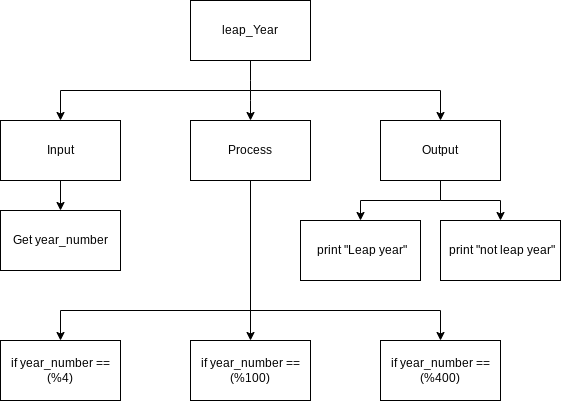 leap_Year
Input
Process
Output
Get year_number
print "Leap year"
print "not leap year"
if year_number ==
(%4)
if year_number ==
(%100)
if year_number ==
(%400)